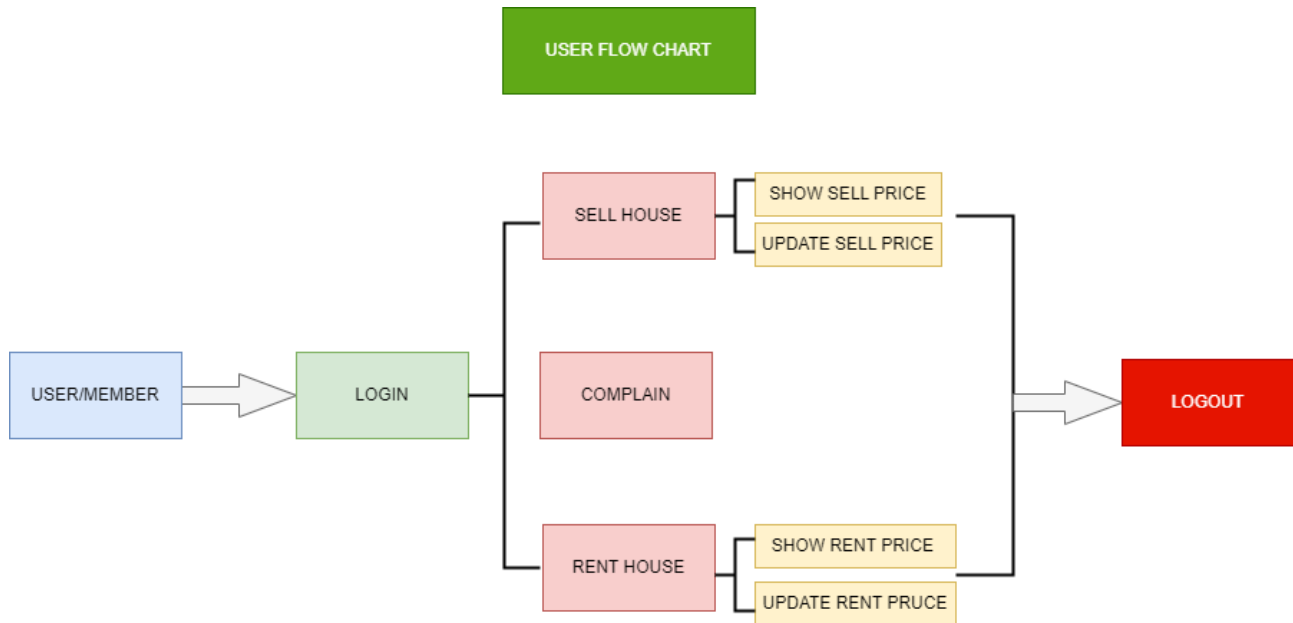 USER FLOW CHART
SELL HOUSE
SHOW SELL PRICE
UPDATE SELL PRICE
USER/MEMBER
LOGIN
COMPLAIN
LOGOUT
RENT HOUSE
SHOW RENT PRICE
UPDATE RENT PRUCE